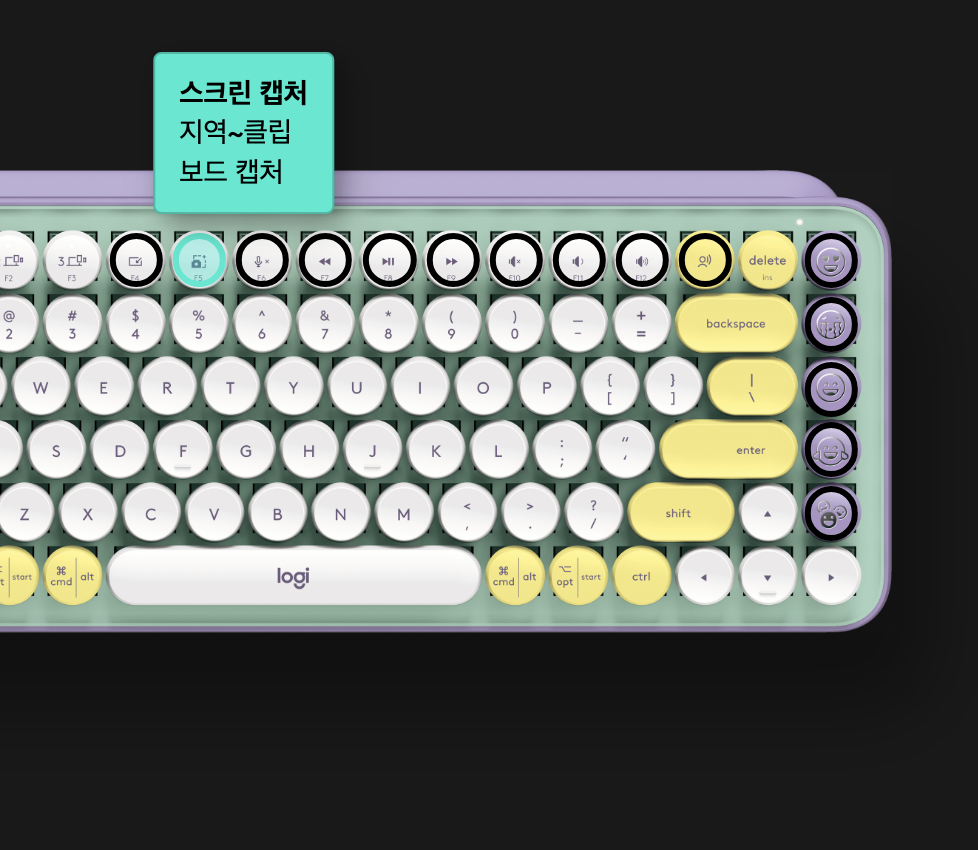 스크린 캡처
지역~클립
보드 캡처
F2
3 F3
F4
F5
F6
F7
F8
F9
F10
F11
F12
delete ins
@ 2
# 3
$ 4
% 5
^ 6
& 7
* 8
( 9
) 0
— -
+ =
backspace
W E R T Y U I O P { [ } ] | \
S D F G H J K L : ; “ ‘ enter
Z X C V B N M < , > . ? / shift
start
⌘ cmd alt
logi
⌘ cmd alt
⌥ opt start
ctrl